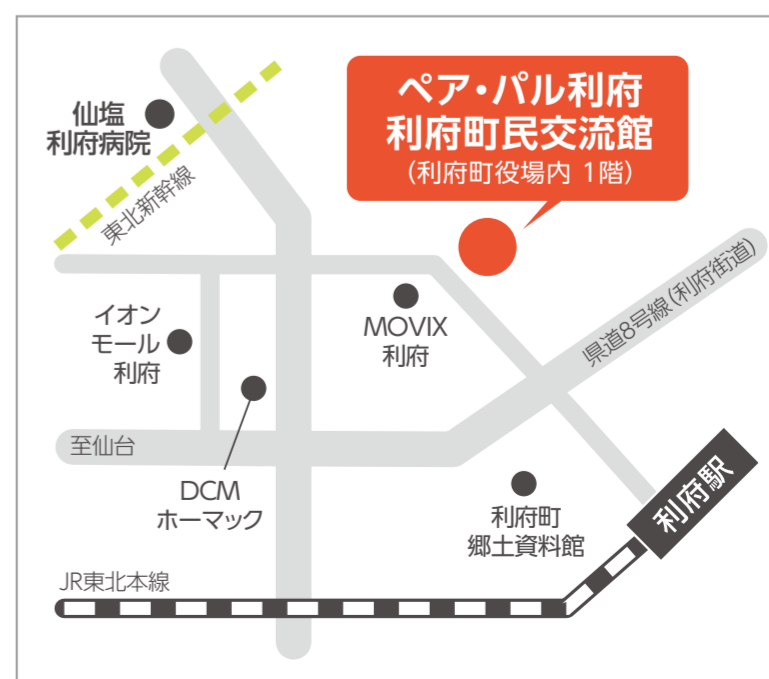 ペア・パル利府
利府町民交流館
(利府町役場内 1階)
仙塩
利府病院
東北新幹線
イオン
モール
利府
MOVIX
利府
県道8号線(利府街道)
至仙台
DCM
ホーマック
利府町
郷土資料館
利府駅
JR東北本線